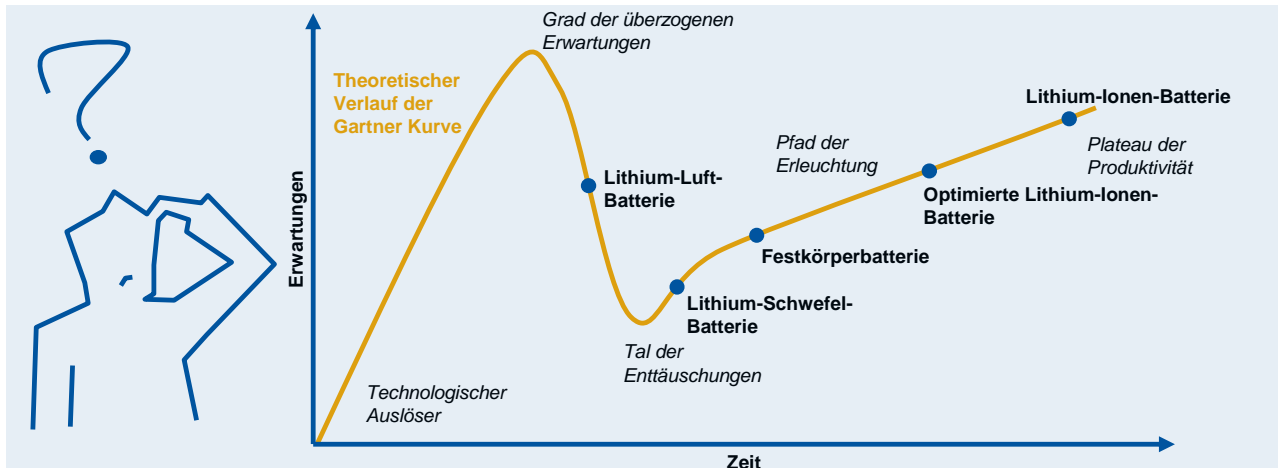 Grad der überzogenen
Erwartungen
Theoretischer
Verlauf der
Gartner Kurve
Lithium-Ionen-Batterie
Pfad der
Erleuchtung
Plateau der
Produktivität
Lithium-Luft-
Batterie
Optimierte Lithium-Ionen-
Batterie
Erwartungen
Festkörperbatterie
Lithium-Schwefel-
Batterie
Tal der
Enttäuschungen
Technologischer
Auslöser
Zeit